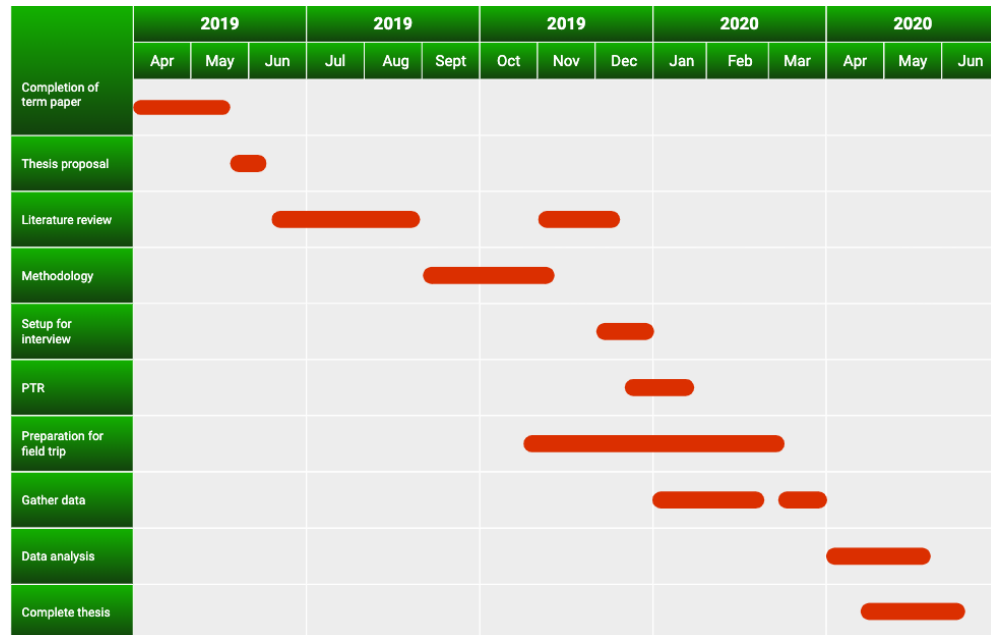 2019 2019 2019 2020 2020
Apr May Jun Jul Aug Sept Oct Nov Dec Jan Feb Mar Apr May Jun
Completion of
term paper
Thesis proposal
Literature review
Methodology
Setup for
interview
PTR
Preparation for
field trip
Gather data
Data analysis
Complete thesis